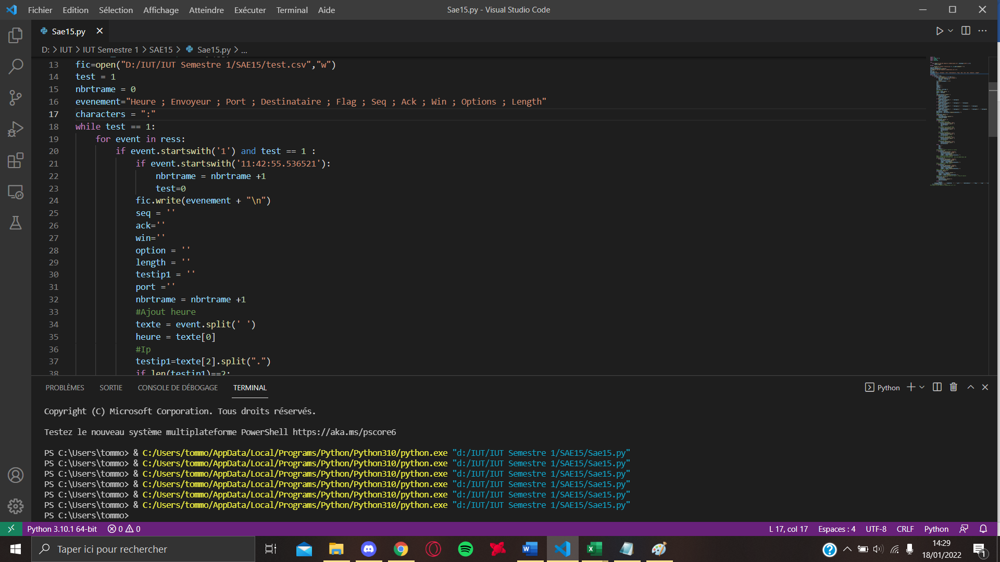 Fichier Edition Sélection Affichage Atteindre Exécuter Terminal Aide
Sae15.py - Visual Studio Code
Sae15.py
D: > IUT > IUT Semestre 1 > SAE15 > Sae15.py > ...
13 fic=open("D:/IUT/IUT Semestre 1/SAE15/test.csv","w")
14 test = 1
15 nbrtrame = 0
16 evenement="Heure ; Envoyeur ; Port ; Destinataire ; Flag ; Seq ; Ack ; Win ; Options ; Length"
17 characters = ":"
18 while test == 1:
19 for event in ress:
20 if event.startswith('1') and test == 1 :
21 if event.startswith('11:42:55.536521'):
22 nbrtrame = nbrtrame +1
23 test=0
24 fic.write(evenement + "\n")
25 seq = ''
26 ack=''
27 win=''
28 option = ''
29 length = ''
30 testip1 = ''
31 port =''
32 nbrtrame = nbrtrame +1
33 #Ajout heure
34 texte = event.split(' ')
35 heure = texte[0]
36 #Ip
37 testip1=texte[2].split(".")
38 if len(testip1)==2:
PROBLÈMES SORTIE CONSOLE DE DÉBOGAGE TERMINAL
Python
Copyright (C) Microsoft Corporation. Tous droits réservés.
Testez le nouveau système multiplateforme PowerShell https://aka.ms/pscore6
PS C:\Users\tommo> & C:/Users/tommo/AppData/Local/Programs/Python/Python310/python.exe "d:/IUT/IUT Semestre 1/SAE15/Sae15.py"
PS C:\Users\tommo> & C:/Users/tommo/AppData/Local/Programs/Python/Python310/python.exe "d:/IUT/IUT Semestre 1/SAE15/Sae15.py"
PS C:\Users\tommo> & C:/Users/tommo/AppData/Local/Programs/Python/Python310/python.exe "d:/IUT/IUT Semestre 1/SAE15/Sae15.py"
PS C:\Users\tommo> & C:/Users/tommo/AppData/Local/Programs/Python/Python310/python.exe "d:/IUT/IUT Semestre 1/SAE15/Sae15.py"
PS C:\Users\tommo> & C:/Users/tommo/AppData/Local/Programs/Python/Python310/python.exe "d:/IUT/IUT Semestre 1/SAE15/Sae15.py"
PS C:\Users\tommo> & C:/Users/tommo/AppData/Local/Programs/Python/Python310/python.exe "d:/IUT/IUT Semestre 1/SAE15/Sae15.py"
PS C:\Users\tommo>
Python 3.10.1 64-bit 0 0 L 17, col 17 Espaces : 4 UTF-8 CRLF Python
Taper ici pour rechercher
14:29
18/01/2022
1